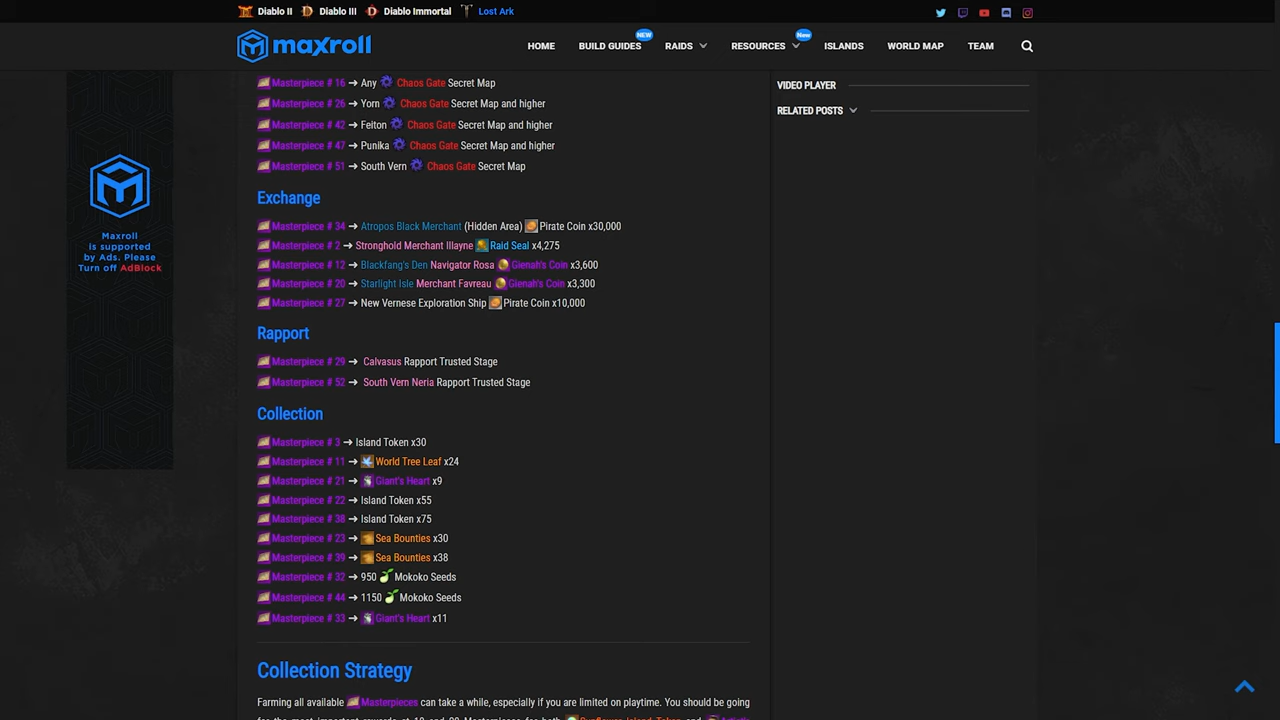 Diablo II Diablo III Diablo Immortal Lost Ark
maxroll
HOME BUILD GUIDES NEW RAIDS RESOURCES New ISLANDS WORLD MAP TEAM
Masterpiece # 16 → Any Chaos Gate Secret Map
Masterpiece # 26 → Yorn Chaos Gate Secret Map and higher
Masterpiece # 42 → Feiton Chaos Gate Secret Map and higher
Masterpiece # 47 → Punika Chaos Gate Secret Map and higher
Masterpiece # 51 → South Vern Chaos Gate Secret Map
Exchange
Masterpiece # 34 → Atropos Black Merchant (Hidden Area) Pirate Coin x30,000
Masterpiece # 2 → Stronghold Merchant Illayne Raid Seal x4,275
Masterpiece # 12 → Blackfang's Den Navigator Rosa Gienah's Coin x3,600
Masterpiece # 20 → Starlight Isle Merchant Favreau Gienah's Coin x3,300
Masterpiece # 27 → New Vernese Exploration Ship Pirate Coin x10,000
Rapport
Masterpiece # 29 → Calvasus Rapport Trusted Stage
Masterpiece # 52 → South Vern Neria Rapport Trusted Stage
Collection
Masterpiece # 3 → Island Token x30
Masterpiece # 11 → World Tree Leaf x24
Masterpiece # 21 → Giant's Heart x9
Masterpiece # 22 → Island Token x55
Masterpiece # 38 → Island Token x75
Masterpiece # 23 → Sea Bounties x30
Masterpiece # 39 → Sea Bounties x38
Masterpiece # 32 → 950 Mokoko Seeds
Masterpiece # 44 → 1150 Mokoko Seeds
Masterpiece # 33 → Giant's Heart x11
Collection Strategy
Farming all available Masterpieces can take a while, especially if you are limited on playtime. You should be going
Maxroll
is supported
by Ads. Please
Turn off AdBlock
VIDEO PLAYER
RELATED POSTS